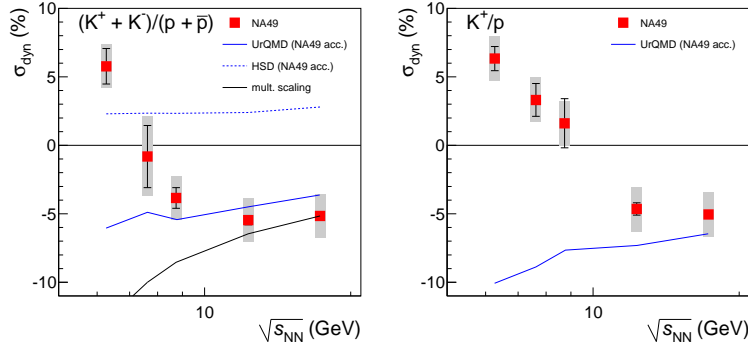 σdyn (%)
(K⁺ + K⁻)/(p + p̄)
NA49
UrQMD (NA49 acc.)
HSD (NA49 acc.)
mult. scaling
10
5
0
-5
-10
10
√sNN (GeV)
σdyn (%)
K⁺/p
NA49
UrQMD (NA49 acc.)
10
5
0
-5
-10
10
√sNN (GeV)